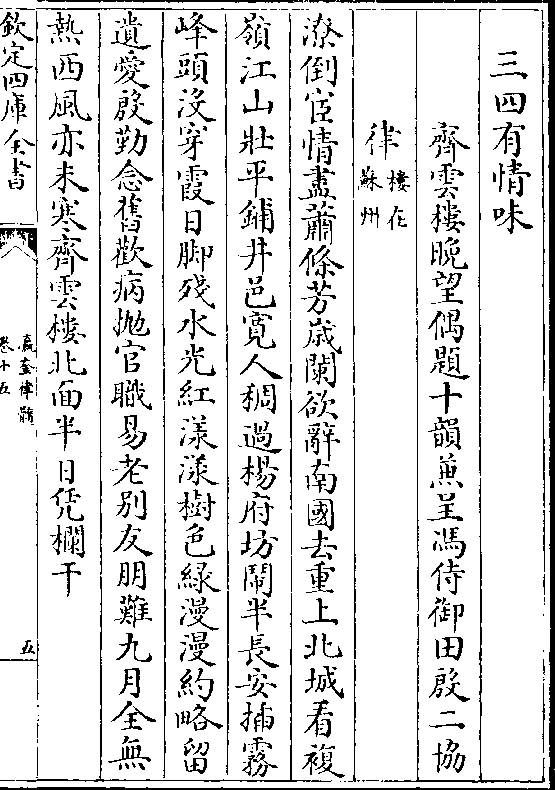 三四有情味
齊雲樓晩望偶題十韻兼呈馮侍御田殷二協
律樓在蘇州
潦倒宦情盡蕭條芳歲闌欲辭南國去重上北城看複
嶺江山壯平鋪井邑寛人稠過楊府坊鬧半長安揷霧
峰頭没穿霞日脚殘水光紅漾漾樹色緑漫漫約略留
遺愛殷勤念舊歡病抛官職易老别友朋難九月全無
熱西風亦未寒齊雲樓北面半日凭欄干
欽定四庫全書
瀛奎律髓
卷十五
五